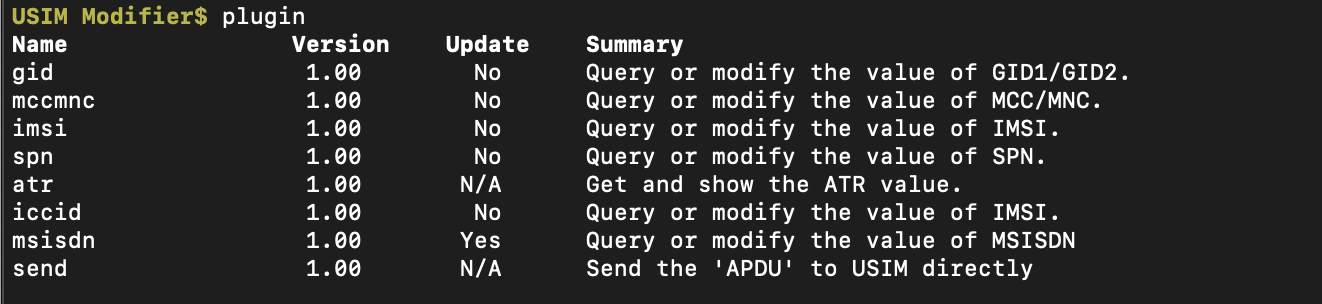 USIM Modifier$ plugin
Name Version Update Summary
gid 1.00 No Query or modify the value of GID1/GID2.
mccmnc 1.00 No Query or modify the value of MCC/MNC.
imsi 1.00 No Query or modify the value of IMSI.
spn 1.00 No Query or modify the value of SPN.
atr 1.00 N/A Get and show the ATR value.
iccid 1.00 No Query or modify the value of IMSI.
msisdn 1.00 Yes Query or modify the value of MSISDN
send 1.00 N/A Send the 'APDU' to USIM directly